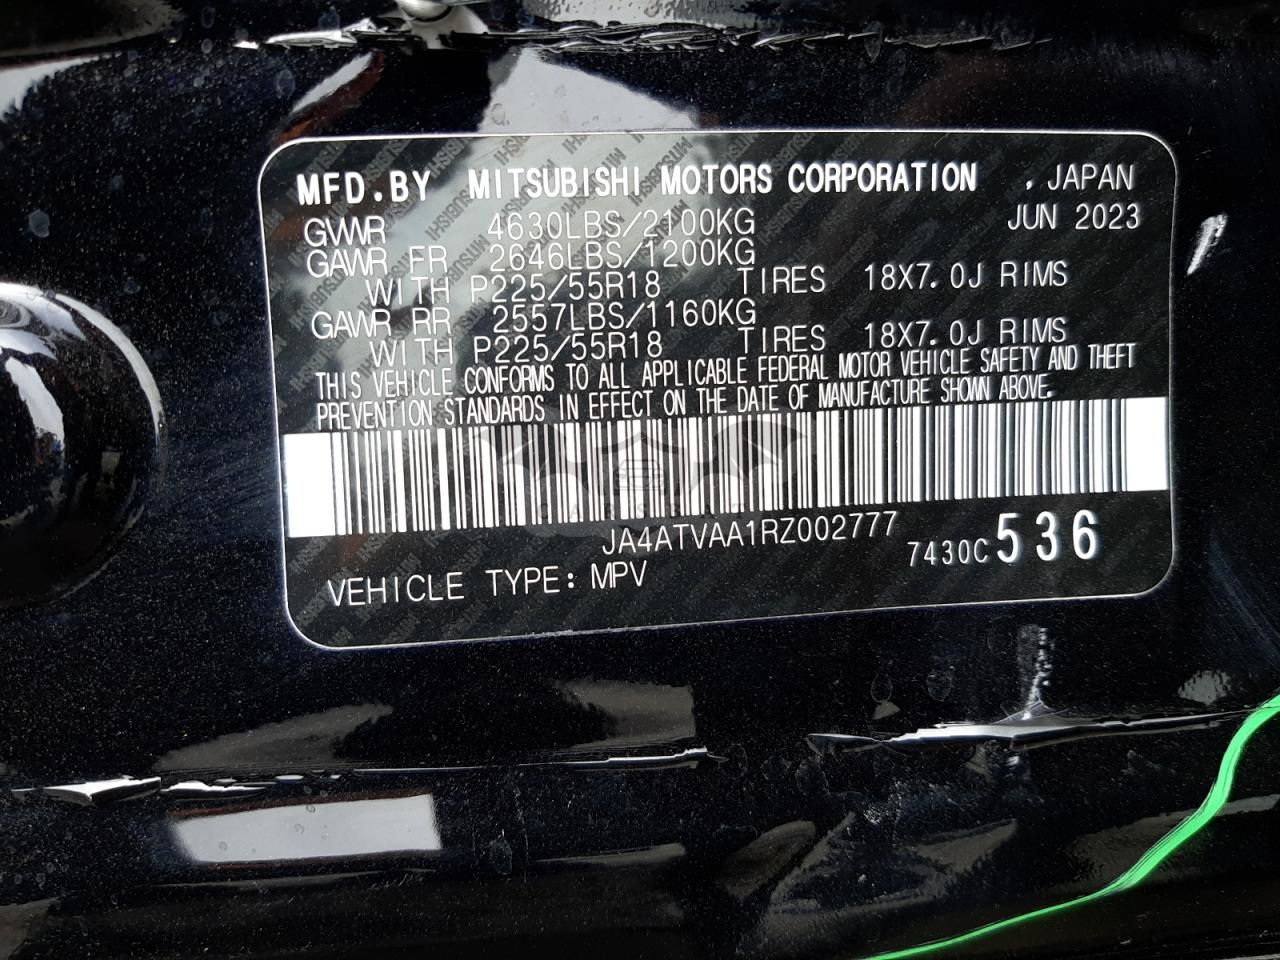 MFD.BY MITSUBISHI MOTORS CORPORATION , JAPAN
GVWR 4630LBS/2100KG JUN 2023
GAWR FR 2646LBS/1200KG
WITH P225/55R18 TIRES 18X7.0J RIMS
GAWR RR 2557LBS/1160KG
WITH P225/55R18 TIRES 18X7.0J RIMS
THIS VEHICLE CONFORMS TO ALL APPLICABLE FEDERAL MOTOR VEHICLE SAFETY AND THEFT
PREVENTION STANDARDS IN EFFECT ON THE DATE OF MANUFACTURE SHOWN ABOVE.
JA4ATVAA1RZ002777
7430C 536
VEHICLE TYPE: MPV